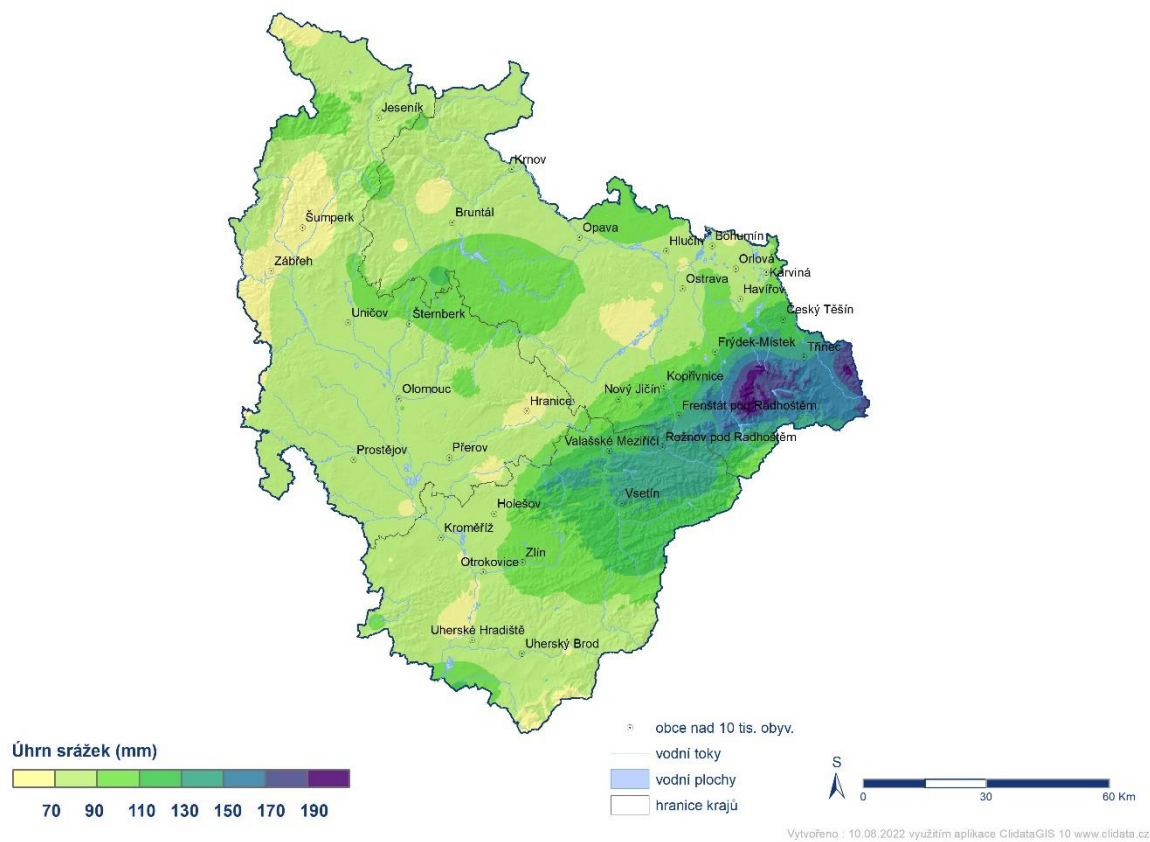 Jeseník
Krnov
Šumperk
Bruntál
Opava
Hlučín
Bohumín
Zábřeh
Orlová
Karviná
Ostrava
Havířov
Uničov
Šternberk
Český Těšín
Frýdek-Místek
Třinec
Olomouc
Nový Jičín
Kopřivnice
Hranice
Frenštát pod Radhoštěm
Valašské Meziříčí
Rožnov pod Radhoštěm
Prostějov
Přerov
Holešov
Vsetín
Kroměříž
Otrokovice
Zlín
Uherské Hradiště
Uherský Brod
Úhrn srážek (mm)
70 90 110 130 150 170 190
obce nad 10 tis. obyv.
vodní toky
vodní plochy
hranice krajů
S
0 30 60 Km
Vytvořeno : 10.08.2022 využitím aplikace ClidataGIS 10 www.clidata.cz